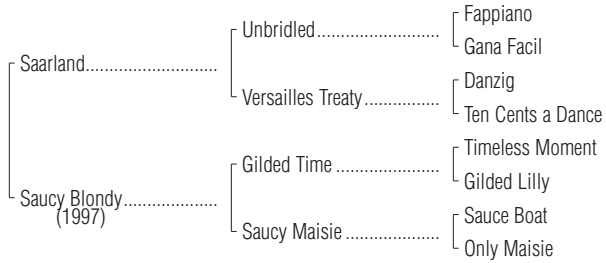 Fappiano
Unbridled
Gana Facil
Saarland
Danzig
Versailles Treaty
Ten Cents a Dance
Timeless Moment
Gilded Time
Gilded Lilly
Saucy Blondy
(1997)
Sauce Boat
Saucy Maisie
Only Maisie